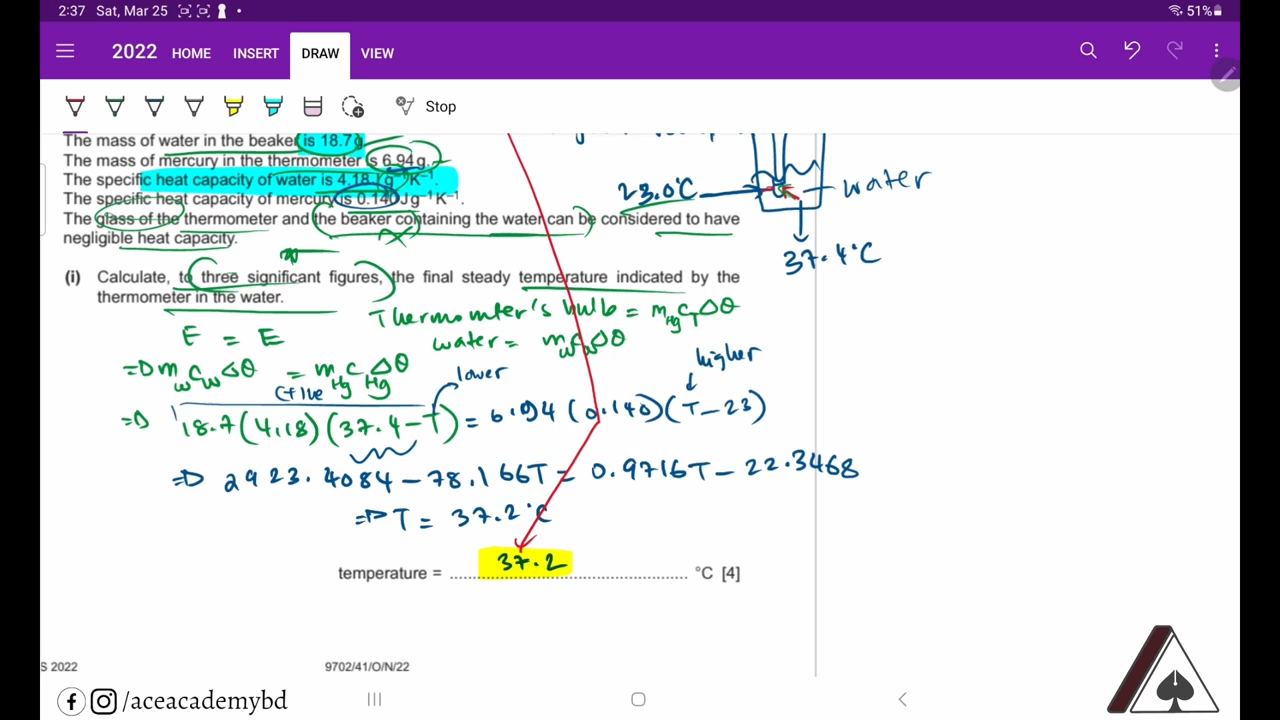 2:37 Sat, Mar 25
51%
2022 HOME INSERT DRAW VIEW
Stop
The mass of water in the beaker is 18.7g.
The mass of mercury in the thermometer is 6.94g.
The specific heat capacity of water is 4.18 J g⁻¹K⁻¹.
The specific heat capacity of mercury is 0.140 J g⁻¹K⁻¹.
The glass of the thermometer and the beaker containing the water can be considered to have
negligible heat capacity.
23.0°C
water
37.4°C
(i) Calculate, to three significant figures, the final steady temperature indicated by the
thermometer in the water.
Thermometer's bulb = m_Hg c_T Δθ
E = E
water = m_w c_w Δθ
=> m_w c_w Δθ = m_Hg c_Hg Δθ
higher
(+)ve
lower
=> 18.7(4.18)(37.4-T) = 6.94(0.140)(T-23)
=> 2923.4084 - 78.166T = 0.9716T - 22.3468
=> T = 37.2°C
37.2
temperature = ............ °C [4]
S 2022
9702/41/O/N/22
/aceacademybd